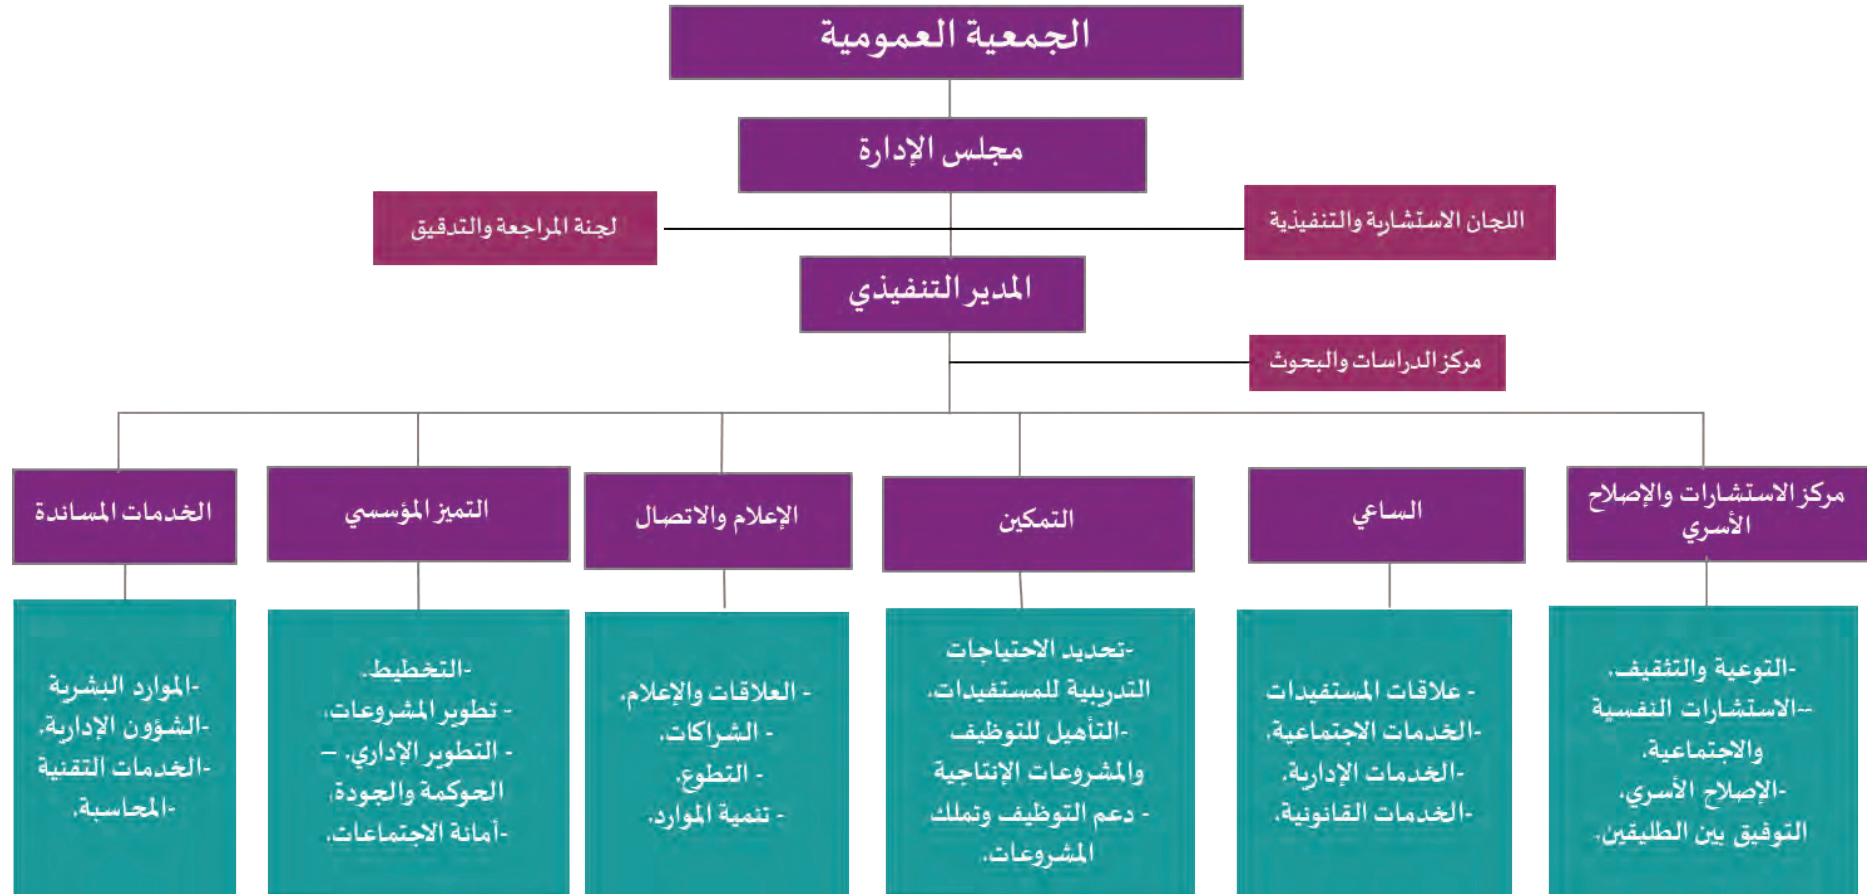 الجمعية العمومية
مجلس الإدارة
اللجان الاستشارية والتنفيذية
لجنة المراجعة والتدقيق
المدير التنفيذي
مركز الدراسات والبحوث
مركز الاستشارات والإصلاح
الأسري
الساعي
التمكين
الإعلام والاتصال
التميز المؤسسي
الخدمات المساندة
-التوعية والتثقيف.
--الاستشارات النفسية
والاجتماعية.
-الإصلاح الأسري.
التوفيق بين الطليقين.
- علاقات المستفيدات
-الخدمات الاجتماعية.
-الخدمات الإدارية.
-الخدمات القانونية.
-تحديد الاحتياجات
التدريبية للمستفيدات.
-التأهيل للتوظيف
والمشروعات الإنتاجية
- دعم التوظيف وتملك
المشروعات.
- العلاقات والإعلام.
- الشراكات.
- التطوع.
- تنمية الموارد.
-التخطيط.
- تطوير المشروعات.
- التطوير الإداري. –
الحوكمة والجودة.
-أمانة الاجتماعات.
-الموارد البشرية
-الشؤون الإدارية.
-الخدمات التقنية
-المحاسبة.